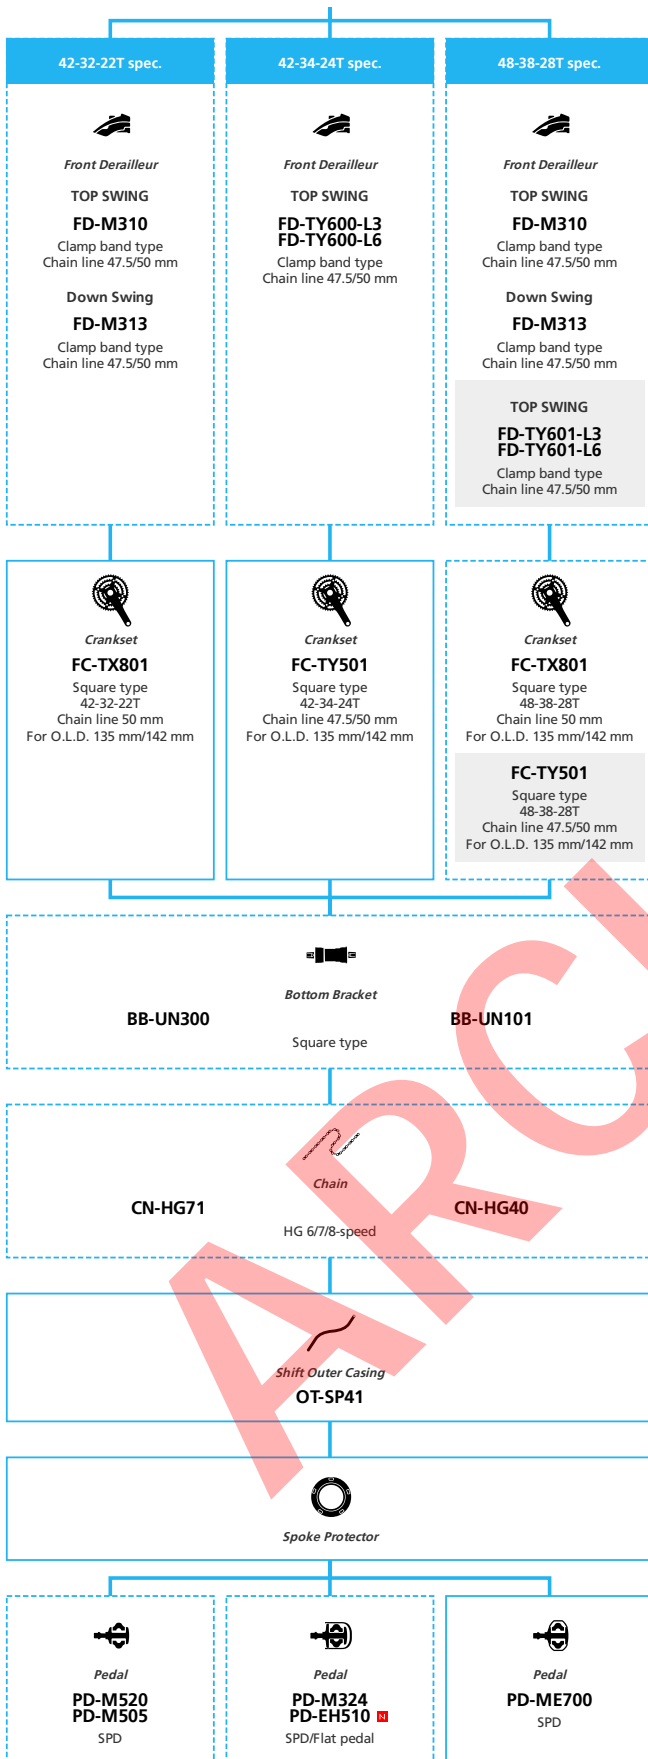 42-32-22T spec.
42-34-24T spec.
48-38-28T spec.
Front Derailleur
TOP SWING
FD-M310
Clamp band type
Chain line 47.5/50 mm
Down Swing
FD-M313
Clamp band type
Chain line 47.5/50 mm
Front Derailleur
TOP SWING
FD-TY600-L3
FD-TY600-L6
Clamp band type
Chain line 47.5/50 mm
Front Derailleur
TOP SWING
FD-M310
Clamp band type
Chain line 47.5/50 mm
Down Swing
FD-M313
Clamp band type
Chain line 47.5/50 mm
TOP SWING
FD-TY601-L3
FD-TY601-L6
Clamp band type
Chain line 47.5/50 mm
Crankset
FC-TX801
Square type
42-32-22T
Chain line 50 mm
For O.L.D. 135 mm/142 mm
Crankset
FC-TY501
Square type
42-34-24T
Chain line 47.5/50 mm
For O.L.D. 135 mm/142 mm
Crankset
FC-TX801
Square type
48-38-28T
Chain line 50 mm
For O.L.D. 135 mm/142 mm
FC-TY501
Square type
48-38-28T
Chain line 47.5/50 mm
For O.L.D. 135 mm/142 mm
Bottom Bracket
BB-UN300
BB-UN101
Square type
Chain
CN-HG71
CN-HG40
HG 6/7/8-speed
Shift Outer Casing
OT-SP41
Spoke Protector
Pedal
PD-M520
PD-M505
SPD
Pedal
PD-M324
PD-EH510 N
SPD/Flat pedal
Pedal
PD-ME700
SPD